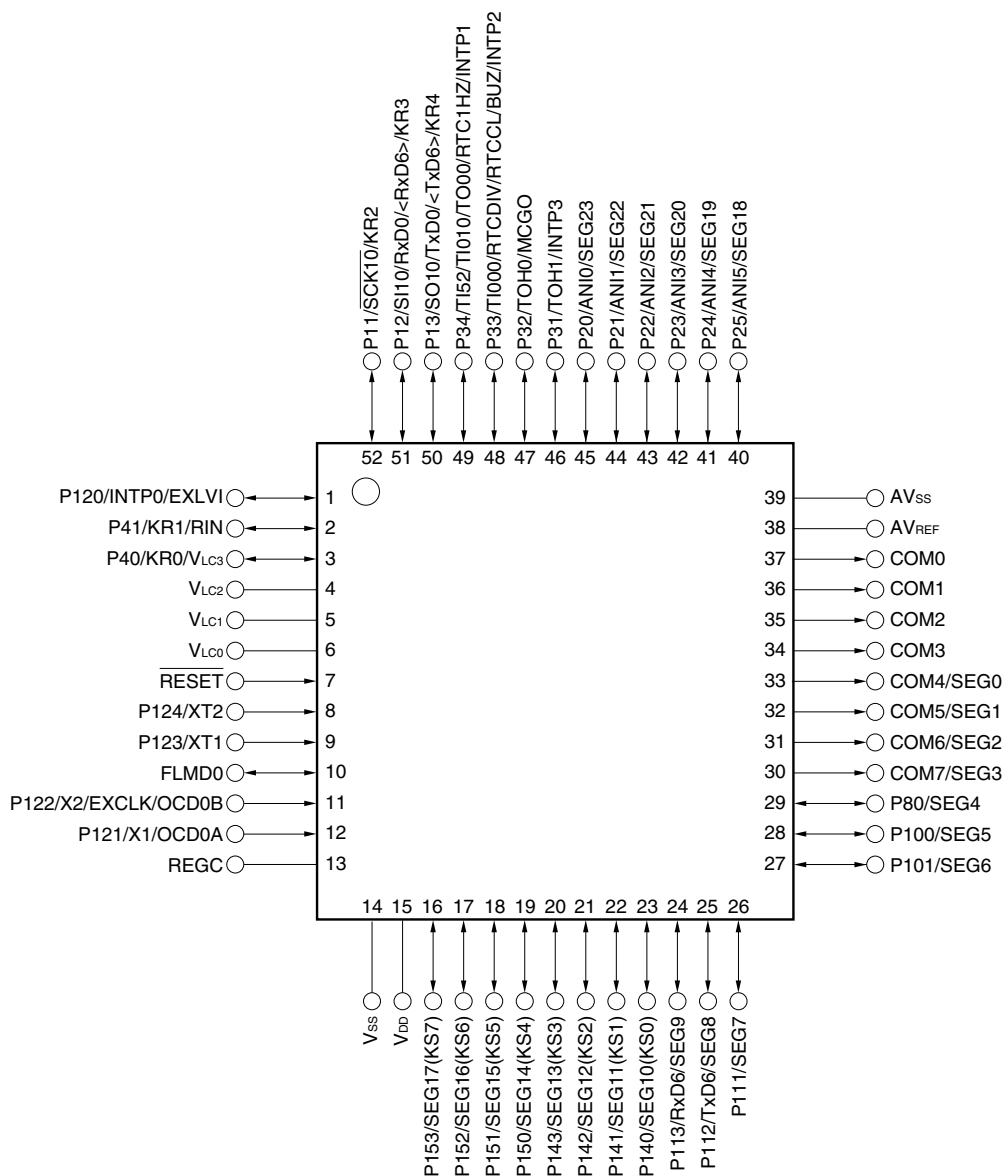 P11/SCK10/KR2
P12/SI10/RxD0/<RxD6>/KR3
P13/SO10/TxD0/<TxD6>/KR4
P34/TI52/TI010/TO00/RTC1HZ/INTP1
P33/TI000/RTCDIV/RTCCL/BUZ/INTP2
P32/TOH0/MCGO
P31/TOH1/INTP3
P20/ANI0/SEG23
P21/ANI1/SEG22
P22/ANI2/SEG21
P23/ANI3/SEG20
P24/ANI4/SEG19
P25/ANI5/SEG18
52 51 50 49 48 47 46 45 44 43 42 41 40
P120/INTP0/EXLVI 1
P41/KR1/RIN 2
P40/KR0/VLC3 3
VLC2 4
VLC1 5
VLC0 6
RESET 7
P124/XT2 8
P123/XT1 9
FLMD0 10
P122/X2/EXCLK/OCD0B 11
P121/X1/OCD0A 12
REGC 13
39 AVSS
38 AVREF
37 COM0
36 COM1
35 COM2
34 COM3
33 COM4/SEG0
32 COM5/SEG1
31 COM6/SEG2
30 COM7/SEG3
29 P80/SEG4
28 P100/SEG5
27 P101/SEG6
14 15 16 17 18 19 20 21 22 23 24 25 26
VSS
VDD
P153/SEG17(KS7)
P152/SEG16(KS6)
P151/SEG15(KS5)
P150/SEG14(KS4)
P143/SEG13(KS3)
P142/SEG12(KS2)
P141/SEG11(KS1)
P140/SEG10(KS0)
P113/RxD6/SEG9
P112/TxD6/SEG8
P111/SEG7